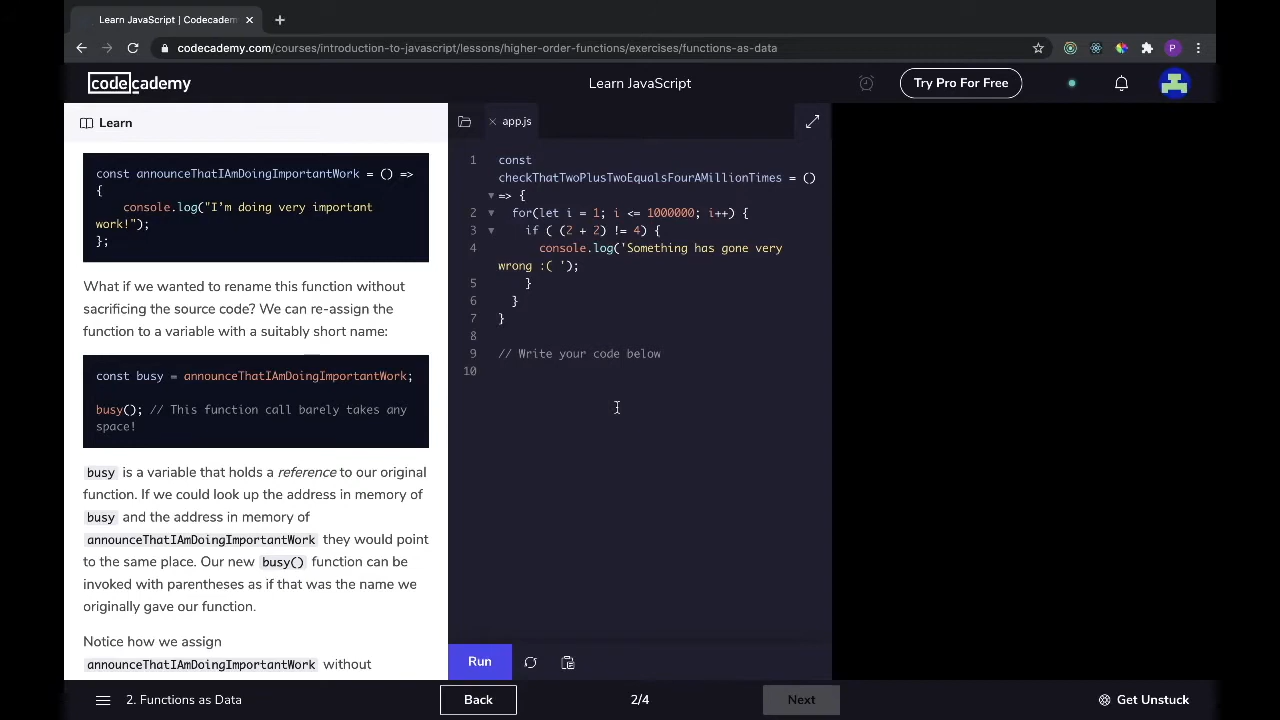 Learn JavaScript | Codecadem
codecademy.com/courses/introduction-to-javascript/lessons/higher-order-functions/exercises/functions-as-data
P
codecademy
Learn JavaScript
Try Pro For Free
Learn
const announceThatIAmDoingImportantWork = () =>
{
console.log("I’m doing very important
work!");
};
What if we wanted to rename this function without
sacrificing the source code? We can re-assign the
function to a variable with a suitably short name:
const busy = announceThatIAmDoingImportantWork;
busy(); // This function call barely takes any
space!
busy is a variable that holds a reference to our original
function. If we could look up the address in memory of
busy and the address in memory of
announceThatIAmDoingImportantWork they would point
to the same place. Our new busy() function can be
invoked with parentheses as if that was the name we
originally gave our function.
Notice how we assign
announceThatIAmDoingImportantWork without
app.js
1 const
checkThatTwoPlusTwoEqualsFourAMillionTimes = ()
=> {
2 for(let i = 1; i <= 1000000; i++) {
3 if ( (2 + 2) != 4) {
4 console.log('Something has gone very
wrong :( ');
5 }
6 }
7 }
8
9 // Write your code below
10
Run
2. Functions as Data
Back
2/4
Next
Get Unstuck